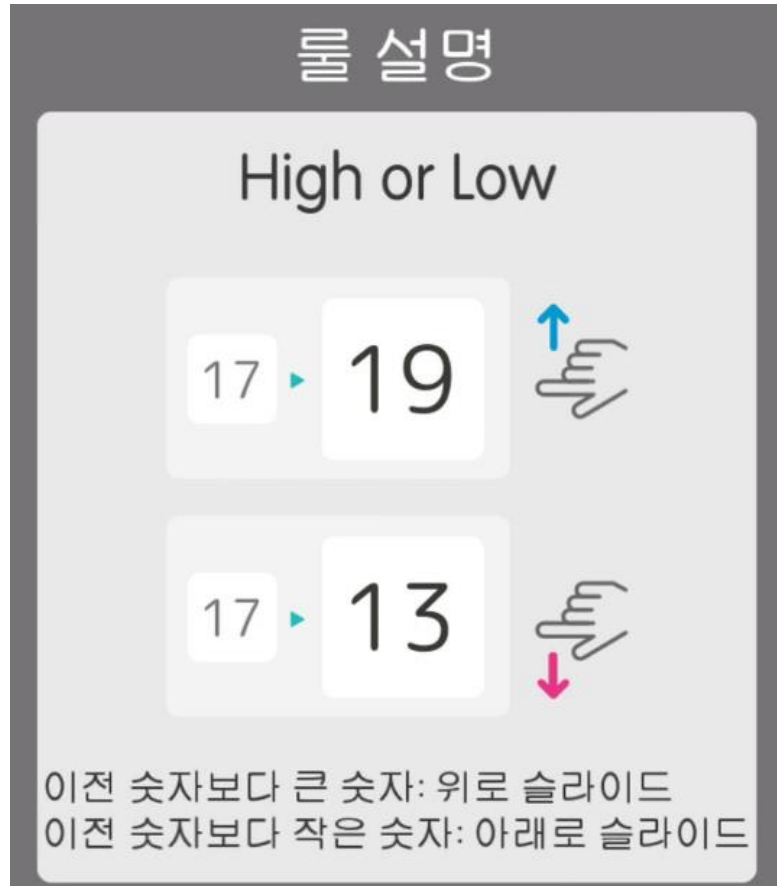 룰 설명
High or Low
17 ▸ 19
17 ▸ 13
이전 숫자보다 큰 숫자: 위로 슬라이드
이전 숫자보다 작은 숫자: 아래로 슬라이드